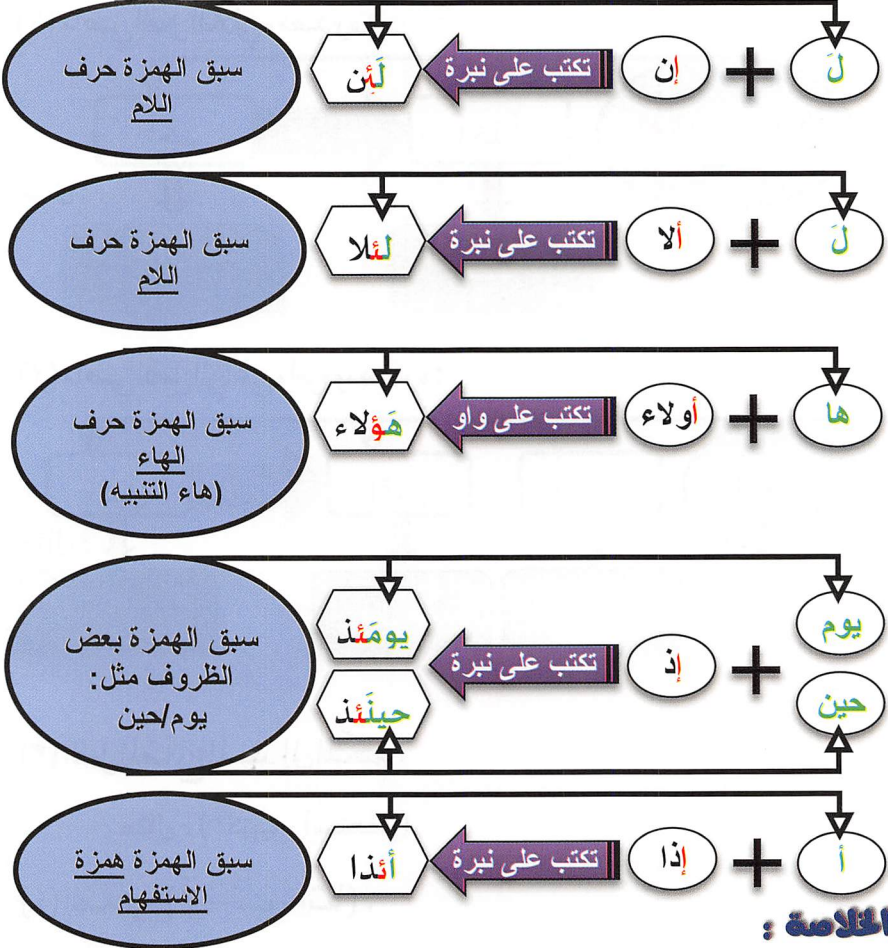 لَ + إن تكتب على نبرة لَئِن
سبق الهمزة حرف
اللام
لَ + ألا تكتب على نبرة لئلا
سبق الهمزة حرف
اللام
ها + أولاء تكتب على واو هَؤلاء
سبق الهمزة حرف
الهاء
(هاء التنبيه)
يوم
حين
+ إذ تكتب على نبرة
يومَئذ
حينَئذ
سبق الهمزة بعض
الظروف مثل:
يوم/حين
أ + إذا تكتب على نبرة أئذا
سبق الهمزة همزة
الاستفهام
الخلاصة :